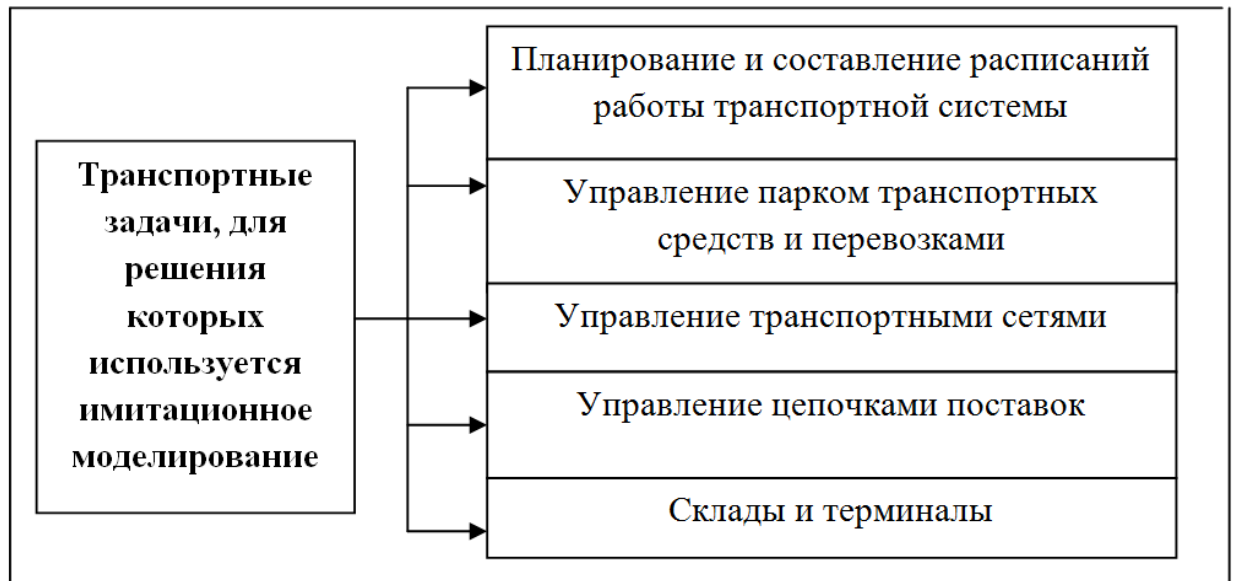 Транспортные
задачи, для
решения
которых
используется
имитационное
моделирование
Планирование и составление расписаний
работы транспортной системы
Управление парком транспортных
средств и перевозками
Управление транспортными сетями
Управление цепочками поставок
Склады и терминалы